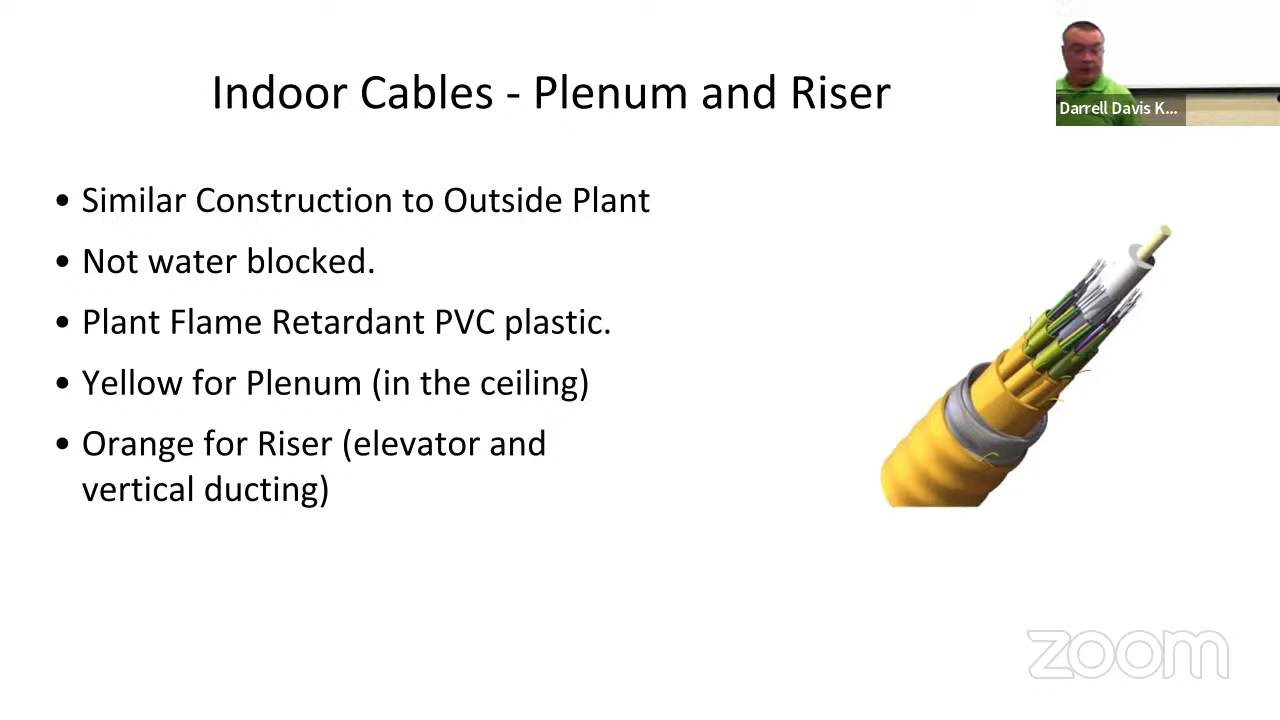 Indoor Cables - Plenum and Riser
Darrell Davis K...
• Similar Construction to Outside Plant
• Not water blocked.
• Plant Flame Retardant PVC plastic.
• Yellow for Plenum (in the ceiling)
• Orange for Riser (elevator and
vertical ducting)
zoom